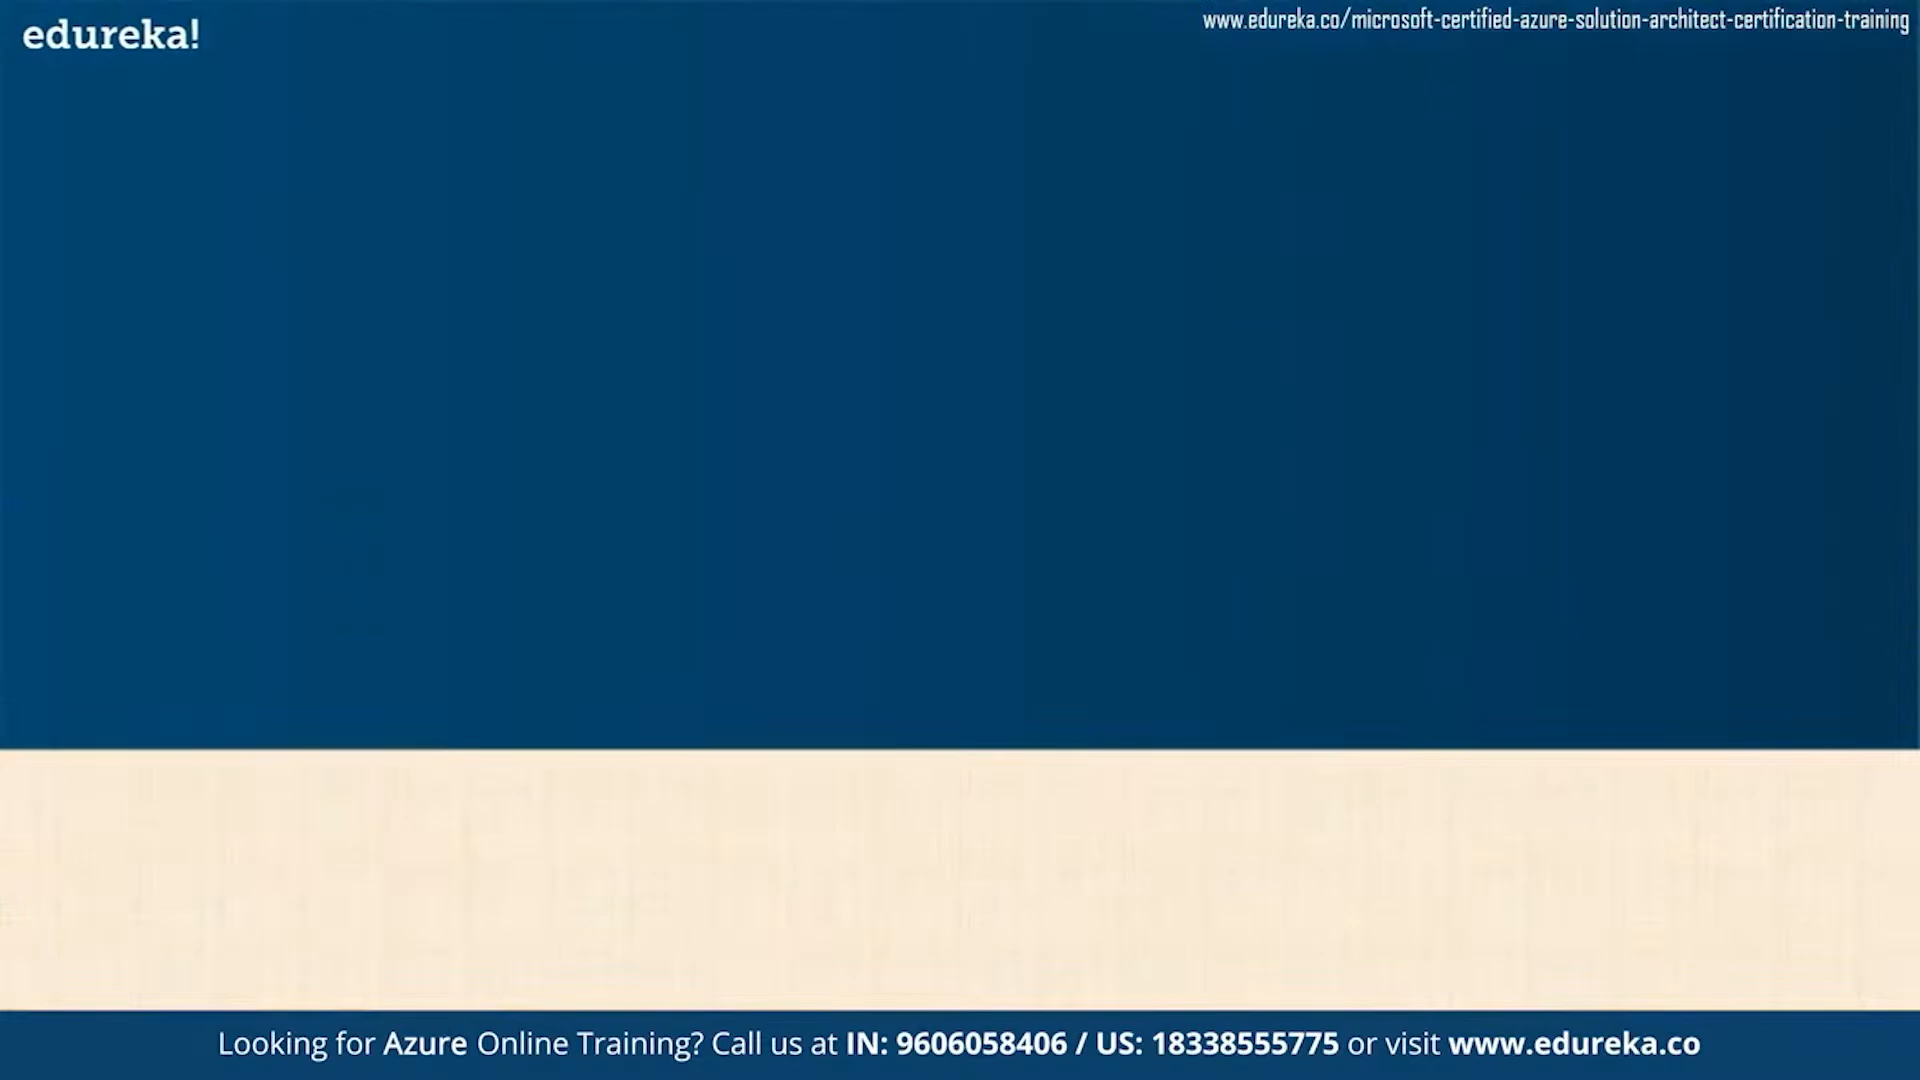 edureka!
www.edureka.co/microsoft-certified-azure-solution-architect-certification-training
Looking for Azure Online Training? Call us at IN: 9606058406 / US: 18338555775 or visit www.edureka.co